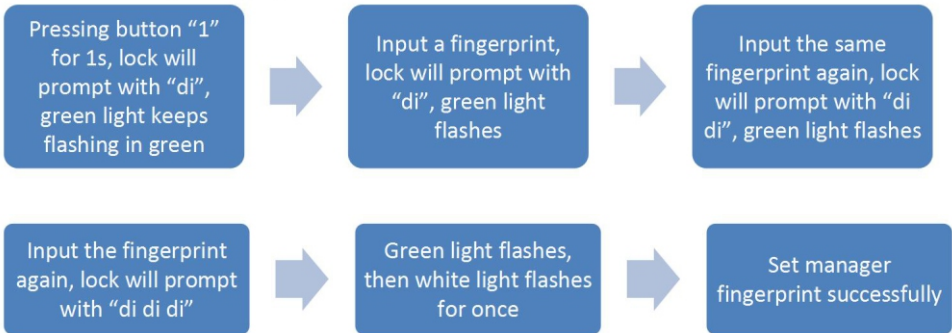 Pressing button “1”
for 1s, lock will
prompt with “di”,
green light keeps
flashing in green
Input a fingerprint,
lock will prompt with
“di”, green light
flashes
Input the same
fingerprint again, lock
will prompt with “di
di”, green light flashes
Input the fingerprint
again, lock will prompt
with “di di di”
Green light flashes,
then white light flashes
for once
Set manager
fingerprint successfully